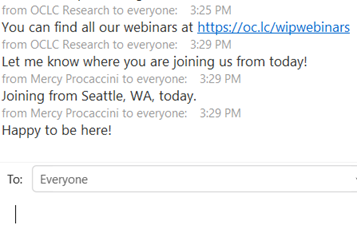 from OCLC Research to everyone: 3:25 PM
You can find all our webinars at https://oc.lc/wipwebinars
from OCLC Research to everyone: 3:29 PM
Let me know where you are joining us from today!
from Mercy Procaccini to everyone: 3:29 PM
Joining from Seattle, WA, today.
from Mercy Procaccini to everyone: 3:29 PM
Happy to be here!
To: Everyone